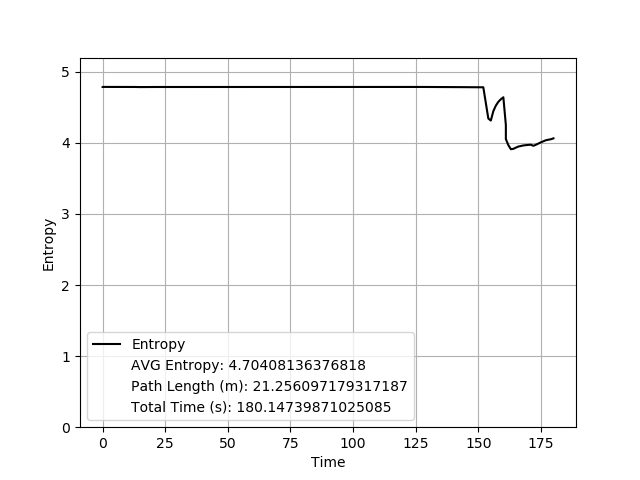 5
4
3
2
1
0
Entropy
Entropy
AVG Entropy: 4.70408136376818
Path Length (m): 21.256097179317187
Total Time (s): 180.14739871025085
0 25 50 75 100 125 150 175
Time